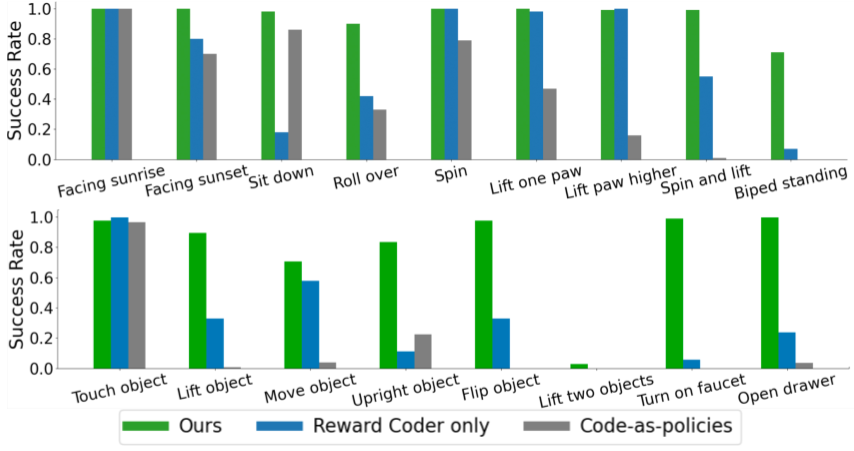 Success Rate
1.0
0.8
0.6
0.4
0.2
0.0
Facing sunrise
Facing sunset
Sit down
Roll over
Spin
Lift one paw
Lift paw higher
Spin and lift
Biped standing
Success Rate
1.0
0.8
0.6
0.4
0.2
0.0
Touch object
Lift object
Move object
Upright object
Flip object
Lift two objects
Turn on faucet
Open drawer
Ours
Reward Coder only
Code-as-policies